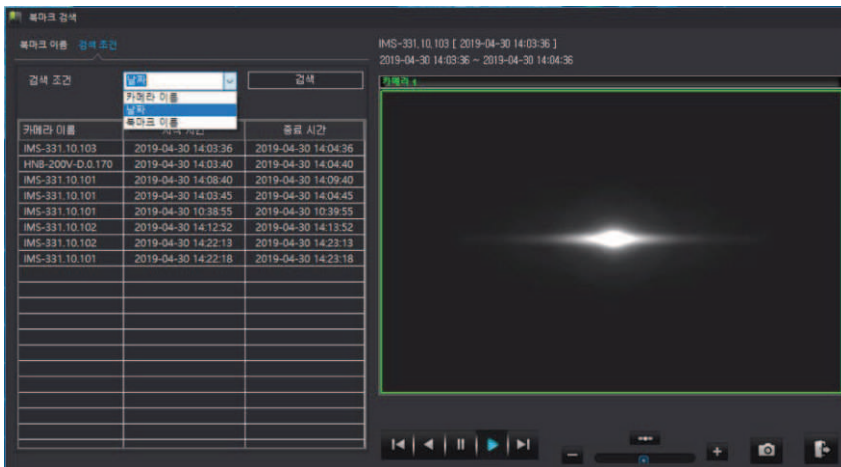 북마크 검색
북마크 이름 검색 조건
검색 조건 날짜 검색
카메라 이름
날짜
북마크 이름
카메라 이름 시작 시간 종료 시간
IMS-331.10.103 2019-04-30 14:03:36 2019-04-30 14:04:36
HNB-200V-D.0.170 2019-04-30 14:03:40 2019-04-30 14:04:40
IMS-331.10.101 2019-04-30 14:08:40 2019-04-30 14:09:40
IMS-331.10.101 2019-04-30 14:03:45 2019-04-30 14:04:45
IMS-331.10.101 2019-04-30 10:38:55 2019-04-30 10:39:55
IMS-331.10.102 2019-04-30 14:12:52 2019-04-30 14:13:52
IMS-331.10.102 2019-04-30 14:22:13 2019-04-30 14:23:13
IMS-331.10.101 2019-04-30 14:22:18 2019-04-30 14:23:18
IMS-331.10.103 [ 2019-04-30 14:03:36 ]
2019-04-30 14:03:36 ~ 2019-04-30 14:04:36
카메라